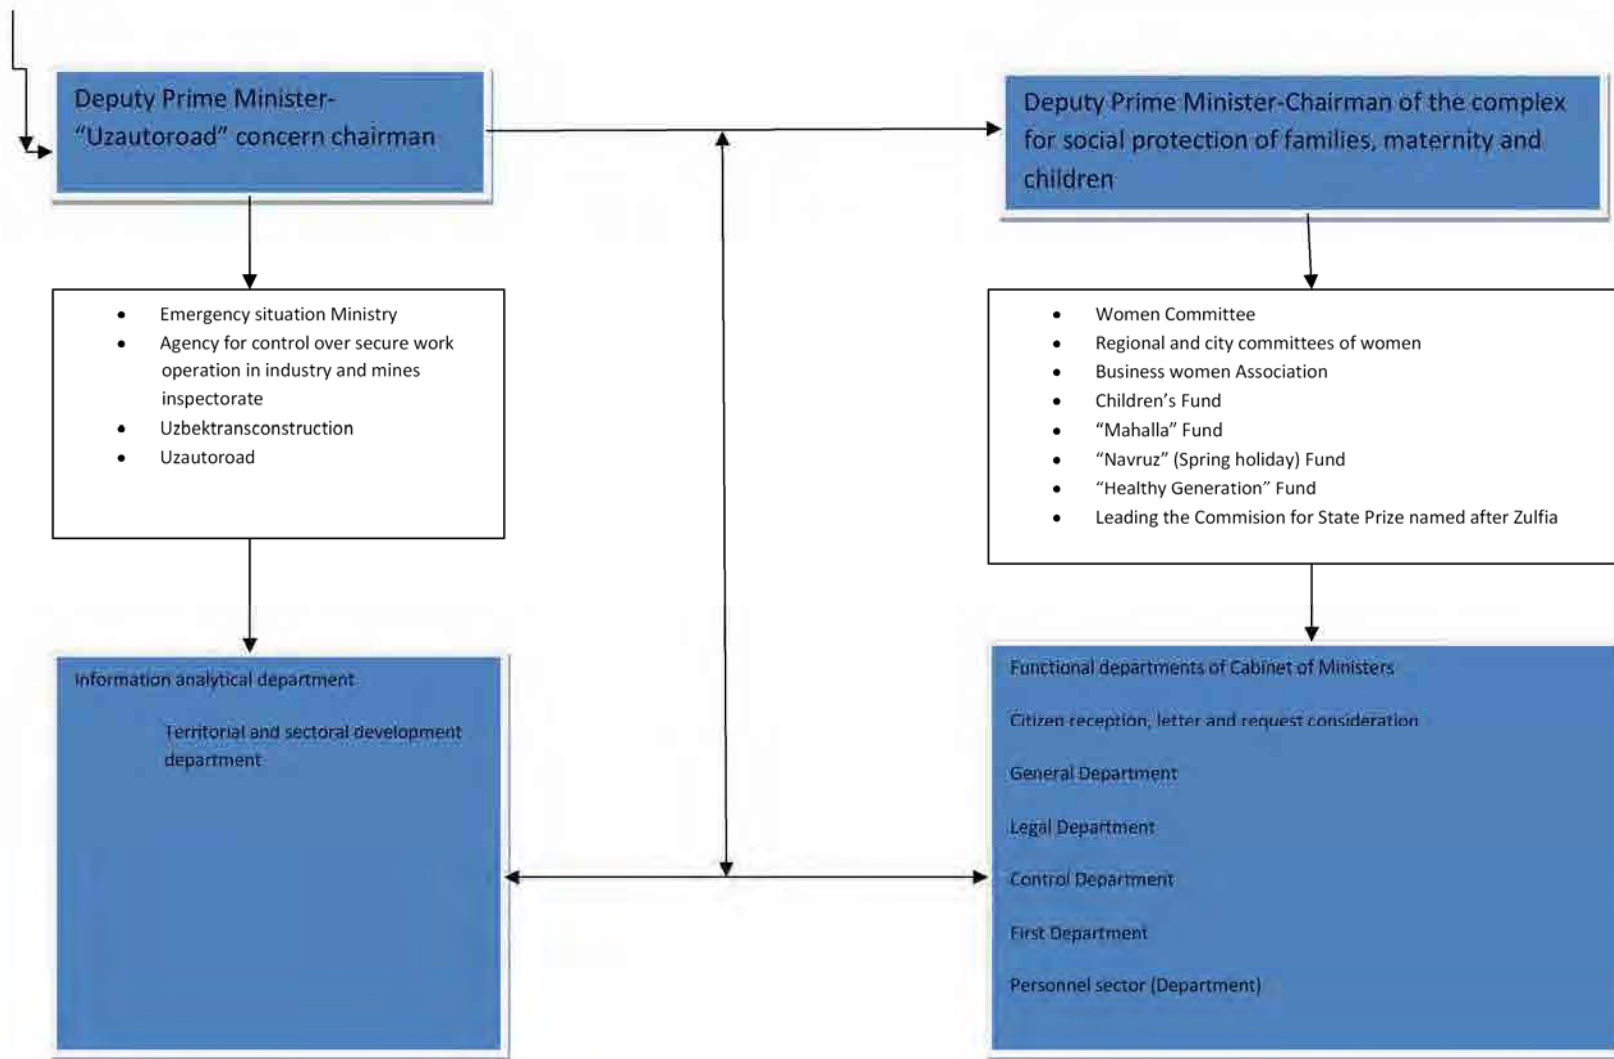 Deputy Prime Minister-
“Uzautoroad” concern chairman
Deputy Prime Minister-Chairman of the complex
for social protection of families, maternity and
children
• Emergency situation Ministry
• Agency for control over secure work
operation in industry and mines
inspectorate
• Uzbektransconstruction
• Uzautoroad
• Women Committee
• Regional and city committees of women
• Business women Association
• Children’s Fund
• “Mahalla” Fund
• “Navruz” (Spring holiday) Fund
• “Healthy Generation” Fund
• Leading the Commision for State Prize named after Zulfia
Information analytical department
Territorial and sectoral development
department
Functional departments of Cabinet of Ministers
Citizen reception, letter and request consideration
General Department
Legal Department
Control Department
First Department
Personnel sector (Department)